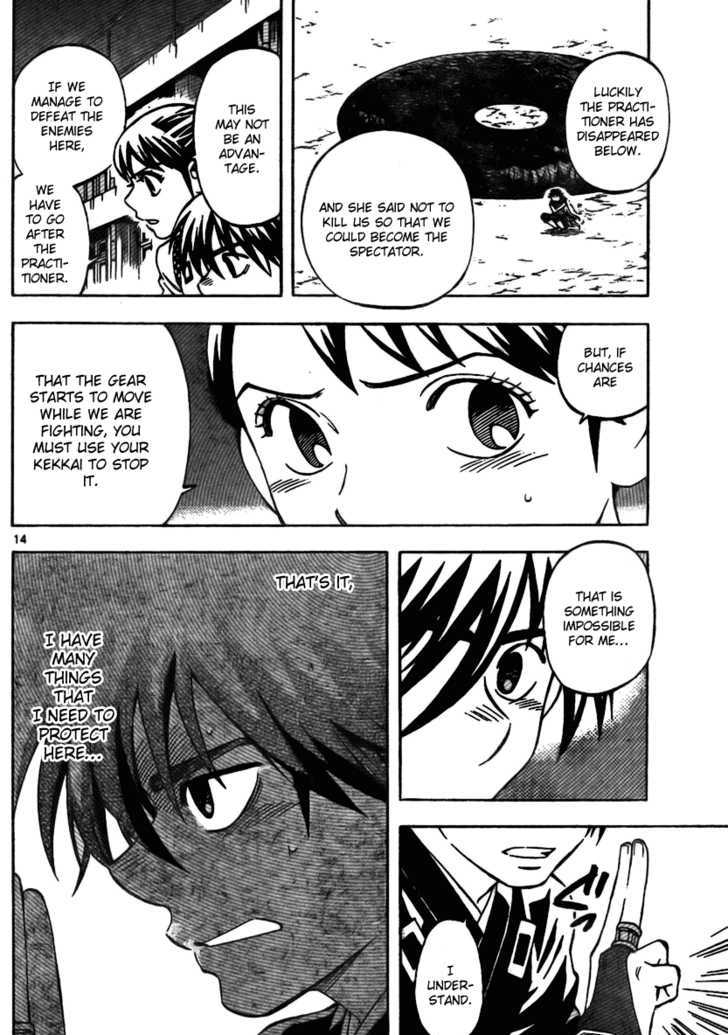 LUCKILY
THE PRACTI-
TIONER HAS
DISAPPEARED
BELOW.
AND SHE SAID NOT TO
KILL US SO THAT WE
COULD BECOME THE
SPECTATOR.
THIS
MAY NOT
BE AN
ADVAN-
TAGE.
IF WE
MANAGE TO
DEFEAT THE
ENEMIES
HERE,
WE
HAVE
TO GO
AFTER
THE
PRACTI-
TIONER.
BUT, IF
CHANCES
ARE
THAT THE GEAR
STARTS TO MOVE
WHILE WE ARE
FIGHTING, YOU
MUST USE YOUR
KEKKAI TO STOP
IT.
14
THAT IS
SOMETHING
IMPOSSIBLE
FOR ME...
THAT'S IT,
I HAVE
MANY
THINGS
THAT
I NEED TO
PROTECT
HERE...
I
UNDER-
STAND.